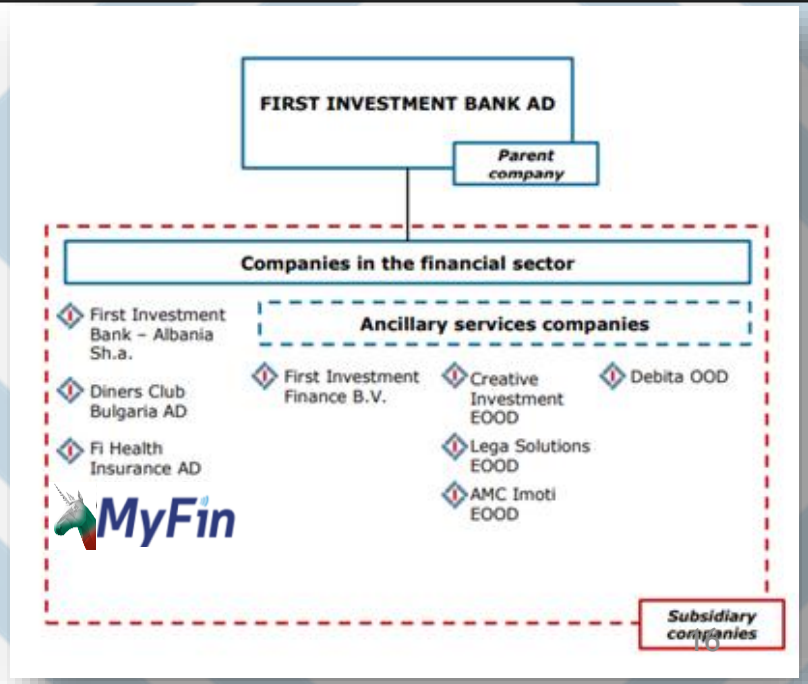 FIRST INVESTMENT BANK AD
Parent
company
Companies in the financial sector
First Investment
Bank – Albania
Sh.a.
Diners Club
Bulgaria AD
Fi Health
Insurance AD
MyFin
Ancillary services companies
First Investment
Finance B.V.
Creative
Investment
EOOD
Lega Solutions
EOOD
AMC Imoti
EOOD
Debita OOD
Subsidiary
companies
16